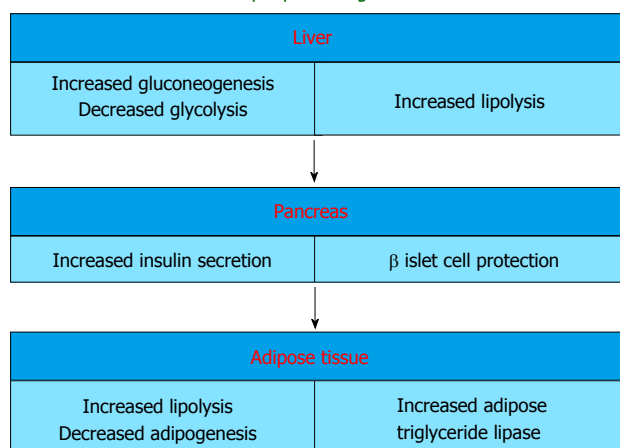 Liver
Increased gluconeogenesis
Decreased glycolysis
Increased lipolysis
Pancreas
Increased insulin secretion
β islet cell protection
Adipose tissue
Increased lipolysis
Decreased adipogenesis
Increased adipose
triglyceride lipase